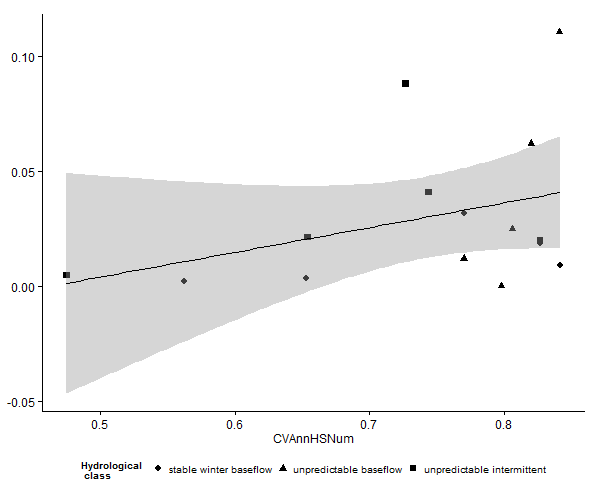 0.10
0.05
0.00
-0.05
0.5 0.6 0.7 0.8
CVAnnHSNum
Hydrological
class
stable winter baseflow unpredictable baseflow unpredictable intermittent